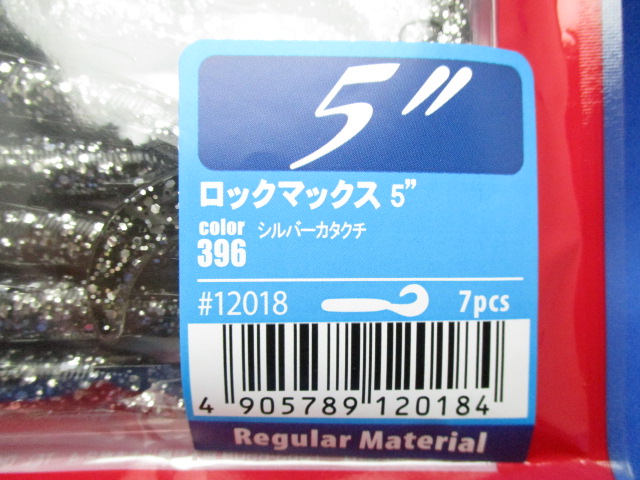 5"
ロックマックス 5"
color
396 シルバーカタクチ
#12018 7pcs
4 905789 120184
Regular Material